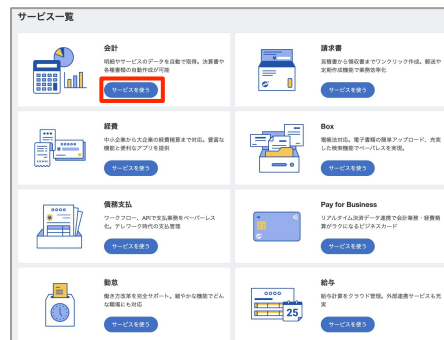 サービス一覧
会計
明細やサービスのデータを自動で取得。決算書や
各種書類の自動作成が可能
サービスを使う
請求書
見積書から領収書までワンクリック作成。郵送や
定期作成機能で業務効率化
サービスを使う
経費
中小企業から大企業の経費精算まで対応。豊富な
機能と便利なアプリを提供
サービスを使う
Box
電帳法対応。電子書類の簡単アップロード、充実
した検索機能でペーパレスを実現。
サービスを使う
債務支払
ワークフロー、APIで支払業務をペーパーレス
化。テレワーク時代の支払管理
サービスを使う
Pay for Business
リアルタイム決済データ連携で会計業務・経費精
算がラクになるビジネスカード
サービスを使う
勤怠
働き方改革を完全サポート。細やかな機能でどん
な職場にも対応
サービスを使う
給与
給与計算をクラウド管理。外部連携サービスも充
実
サービスを使う
25